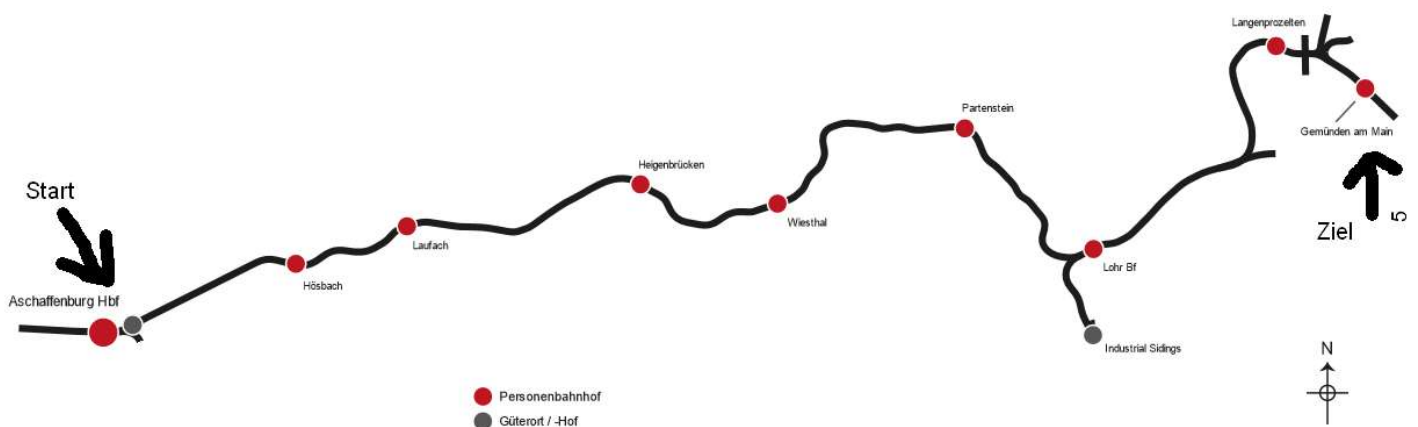 Langenprozelten
Partenstein
Gemünden am Main
Heigenbrücken
Start
Wiesthal
5
Ziel
Laufach
Lohr Bf
Hösbach
Aschaffenburg Hbf
Industrial Sidings
N
Personenbahnhof
Güterort / -Hof